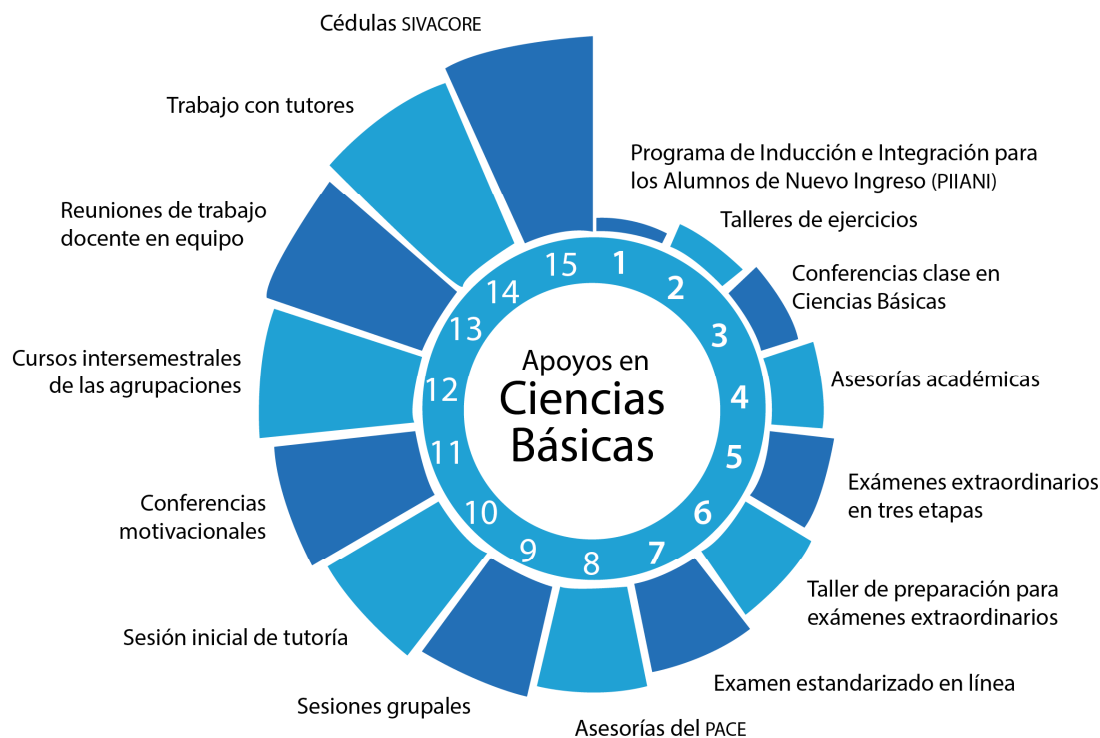 Apoyos en
Ciencias
Básicas
1
Programa de Inducción e Integración para
los Alumnos de Nuevo Ingreso (PIIANI)
2
Talleres de ejercicios
3
Conferencias clase en
Ciencias Básicas
4
Asesorías académicas
5
Exámenes extraordinarios
en tres etapas
6
Taller de preparación para
exámenes extraordinarios
7
Examen estandarizado en línea
8
Asesorías del PACE
9
Sesiones grupales
10
Sesión inicial de tutoría
11
Conferencias
motivacionales
12
Cursos intersemestrales
de las agrupaciones
13
Reuniones de trabajo
docente en equipo
14
Trabajo con tutores
15
Cédulas SIVACORE